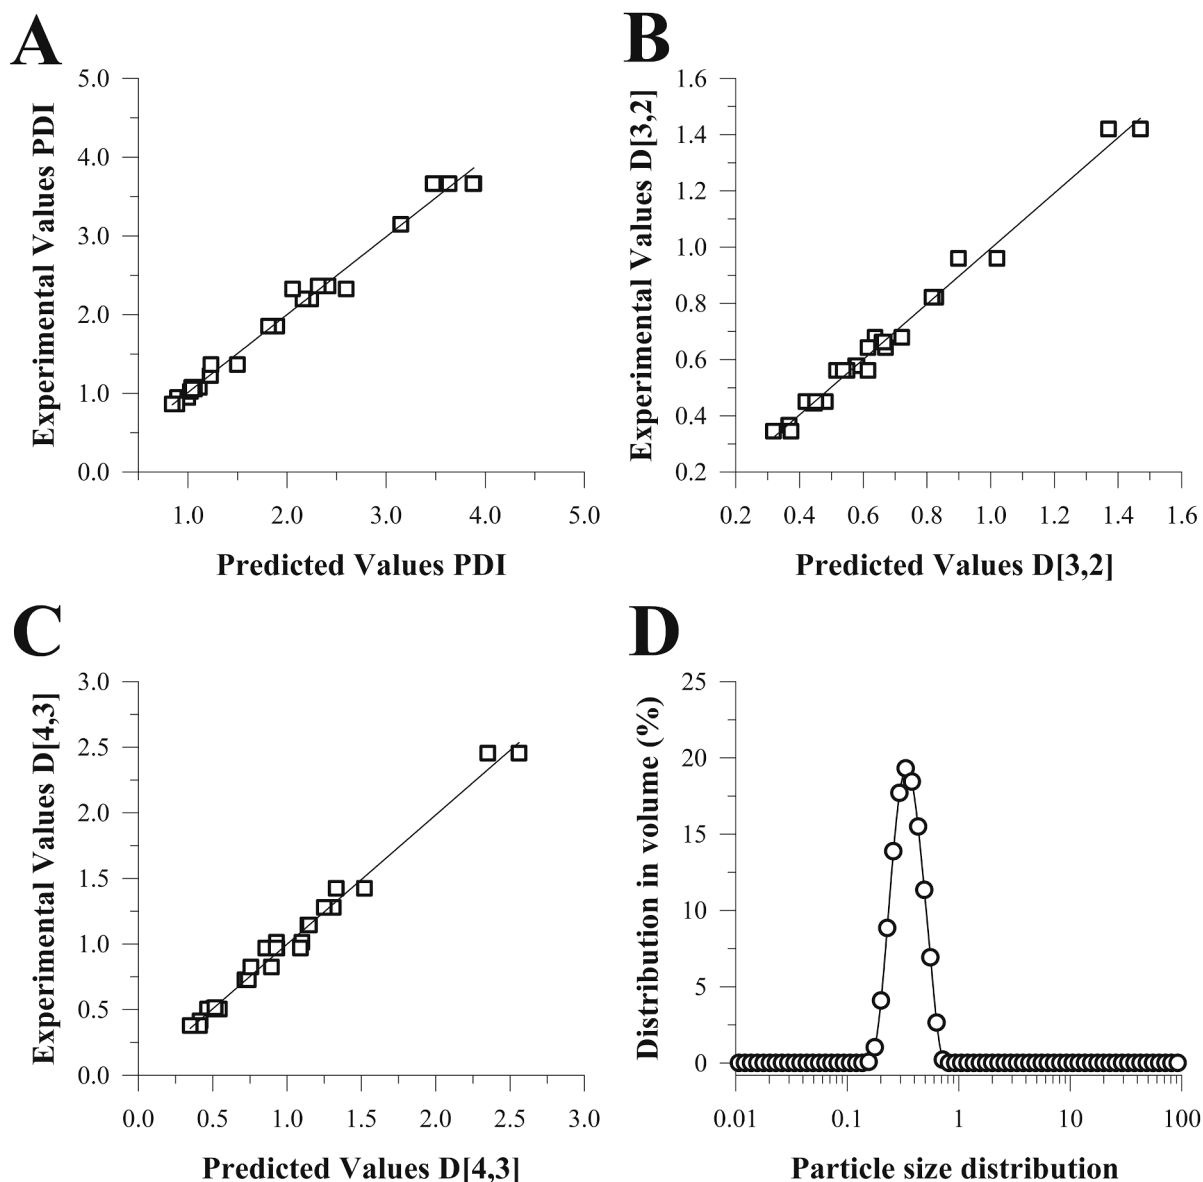 A
Experimental Values PDI
5.0
4.0
3.0
2.0
1.0
0.0
1.0 2.0 3.0 4.0 5.0
Predicted Values PDI
B
Experimental Values D[3,2]
1.6
1.4
1.2
1.0
0.8
0.6
0.4
0.2
0.2 0.4 0.6 0.8 1.0 1.2 1.4 1.6
Predicted Values D[3,2]
C
Experimental Values D[4,3]
3.0
2.5
2.0
1.5
1.0
0.5
0.0
0.0 0.5 1.0 1.5 2.0 2.5 3.0
Predicted Values D[4,3]
D
Distribution in volume (%)
25
20
15
10
5
0
0.01 0.1 1 10 100
Particle size distribution